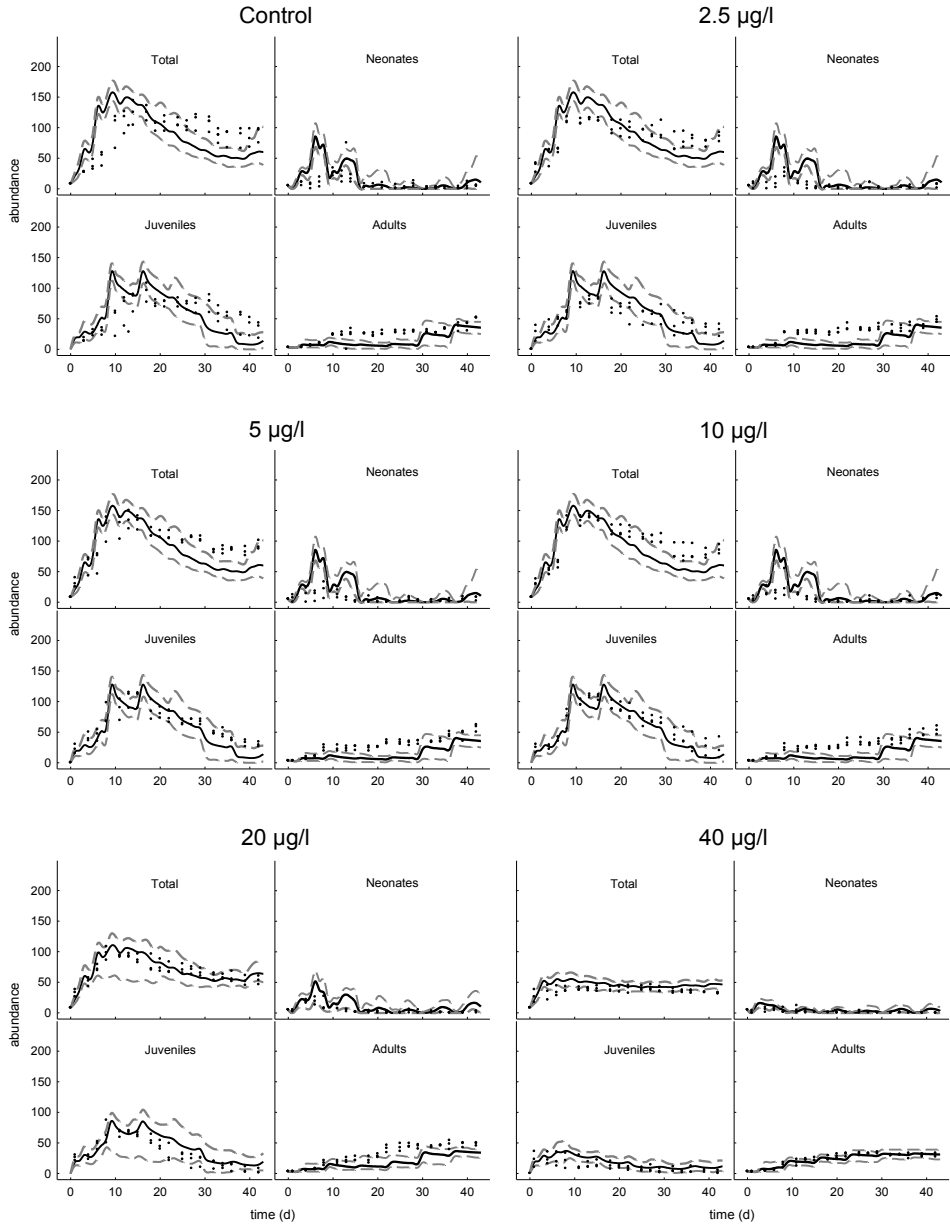 Control 2.5 µg/l
Total Neonates Total Neonates
200
150
100
50
0
abundance
Juveniles Adults Juveniles Adults
200
150
100
50
0
0 10 20 30 40 0 10 20 30 40 0 10 20 30 40 0 10 20 30 40
5 µg/l 10 µg/l
Total Neonates Total Neonates
200
150
100
50
0
abundance
Juveniles Adults Juveniles Adults
200
150
100
50
0
0 10 20 30 40 0 10 20 30 40 0 10 20 30 40 0 10 20 30 40
20 µg/l 40 µg/l
Total Neonates Total Neonates
200
150
100
50
0
abundance
Juveniles Adults Juveniles Adults
200
150
100
50
0
0 10 20 30 40 0 10 20 30 40 0 10 20 30 40 0 10 20 30 40
time (d) time (d)